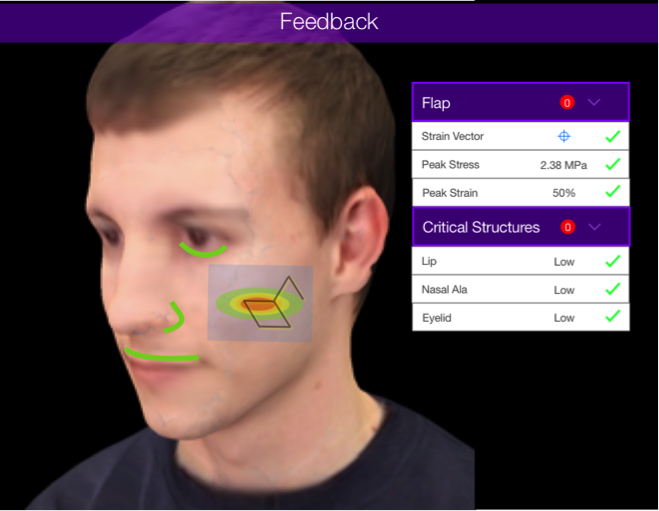 Feedback
Flap 0
Strain Vector
Peak Stress 2.38 MPa
Peak Strain 50%
Critical Structures 0
Lip Low
Nasal Ala Low
Eyelid Low